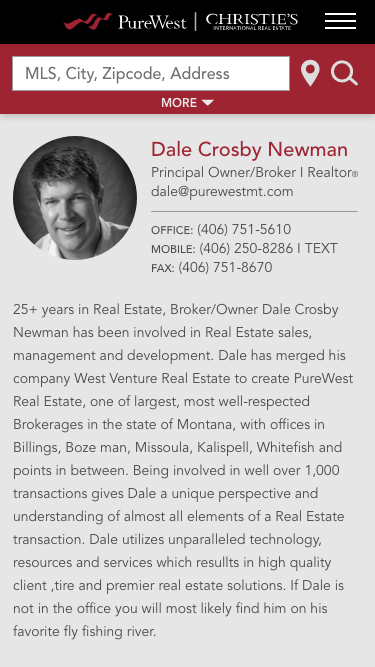 PureWest | CHRISTIE'S
INTERNATIONAL REAL ESTATE
MLS, City, Zipcode, Address
MORE
Dale Crosby Newman
Principal Owner/Broker | Realtor®
dale@purewestmt.com
OFFICE: (406) 751-5610
MOBILE: (406) 250-8286 | TEXT
FAX: (406) 751-8670
25+ years in Real Estate, Broker/Owner Dale Crosby
Newman has been involved in Real Estate sales,
management and development. Dale has merged his
company West Venture Real Estate to create PureWest
Real Estate, one of largest, most well-respected
Brokerages in the state of Montana, with offices in
Billings, Boze man, Missoula, Kalispell, Whitefish and
points in between. Being involved in well over 1,000
transactions gives Dale a unique perspective and
understanding of almost all elements of a Real Estate
transaction. Dale utilizes unparalleled technology,
resources and services which resullts in high quality
client ,tire and premier real estate solutions. If Dale is
not in the office you will most likely find him on his
favorite fly fishing river.